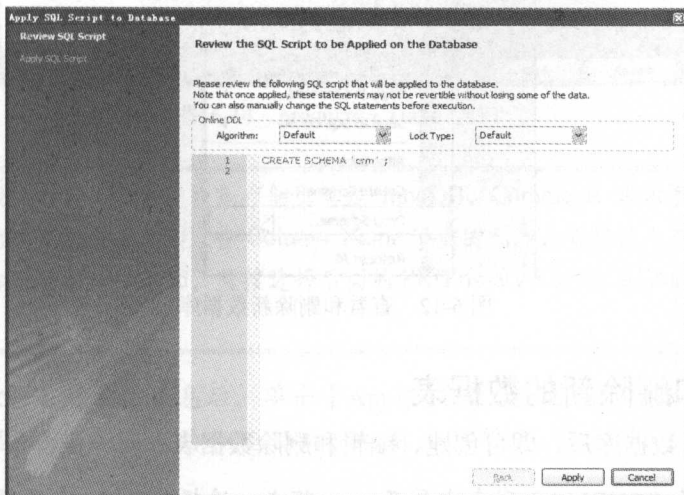 Apply SQL Script to Database
Review SQL Script
Apply SQL Script
Review the SQL Script to be Applied on the Database
Please review the following SQL script that will be applied to the database.
Note that once applied, these statements may not be revertible without losing some of the data.
You can also manually change the SQL statements before execution.
Online DDL
Algorithm: Default Lock Type: Default
1 CREATE SCHEMA `crm` ;
2
Back Apply Cancel